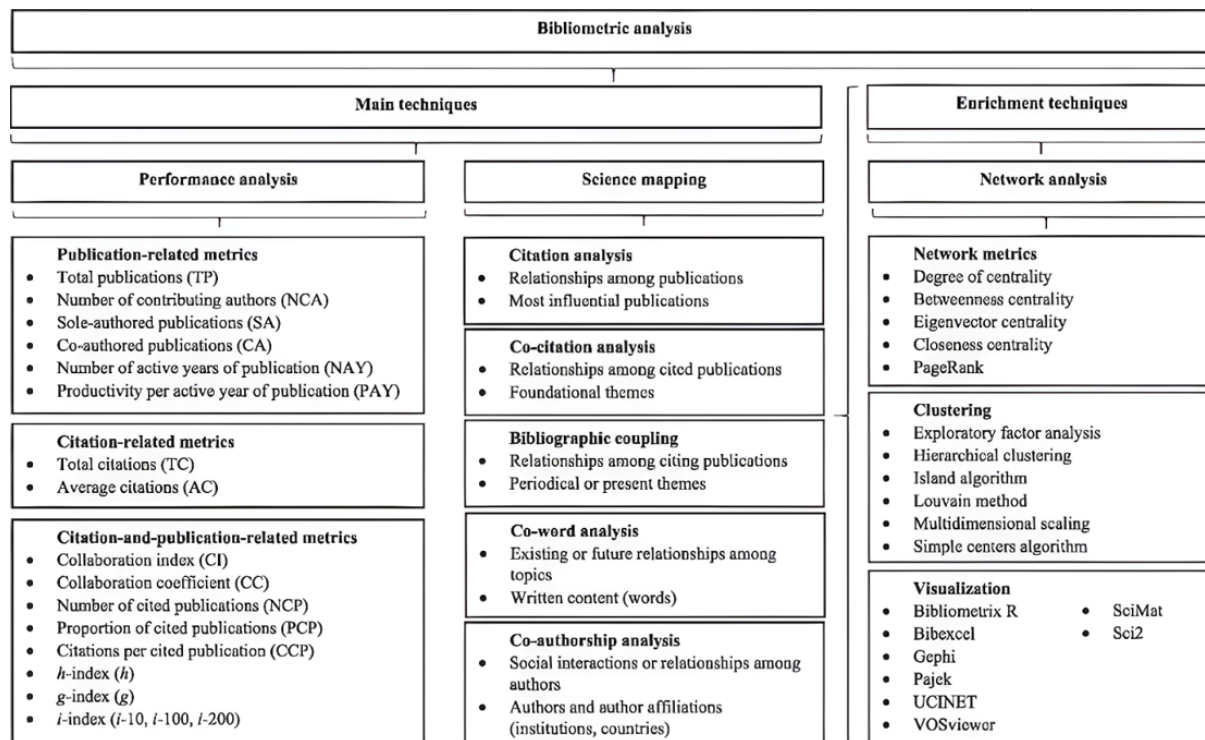 Bibliometric analysis
Main techniques
Enrichment techniques
Performance analysis
Science mapping
Network analysis
Publication-related metrics
• Total publications (TP)
• Number of contributing authors (NCA)
• Sole-authored publications (SA)
• Co-authored publications (CA)
• Number of active years of publication (NAY)
• Productivity per active year of publication (PAY)
Citation-related metrics
• Total citations (TC)
• Average citations (AC)
Citation-and-publication-related metrics
• Collaboration index (CI)
• Collaboration coefficient (CC)
• Number of cited publications (NCP)
• Proportion of cited publications (PCP)
• Citations per cited publication (CCP)
• h-index (h)
• g-index (g)
• i-index (i-10, i-100, i-200)
Citation analysis
• Relationships among publications
• Most influential publications
Co-citation analysis
• Relationships among cited publications
• Foundational themes
Bibliographic coupling
• Relationships among citing publications
• Periodical or present themes
Co-word analysis
• Existing or future relationships among
topics
• Written content (words)
Co-authorship analysis
• Social interactions or relationships among
authors
• Authors and author affiliations
(institutions, countries)
Network metrics
• Degree of centrality
• Betweenness centrality
• Eigenvector centrality
• Closeness centrality
• PageRank
Clustering
• Exploratory factor analysis
• Hierarchical clustering
• Island algorithm
• Louvain method
• Multidimensional scaling
• Simple centers algorithm
Visualization
• Bibliometrix R
• Bibexcel
• Gephi
• Pajek
• UCINET
• VOSviewer
• SciMat
• Sci2